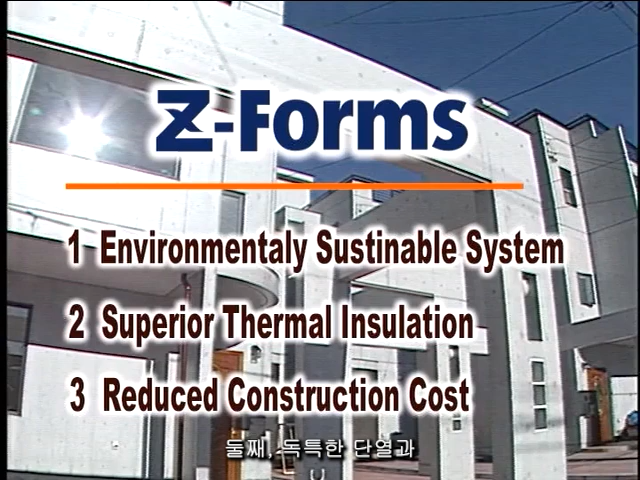 Z-Forms
1 Environmentaly Sustinable System
2 Superior Thermal Insulation
3 Reduced Construction Cost
둘째, 독특한 단열과